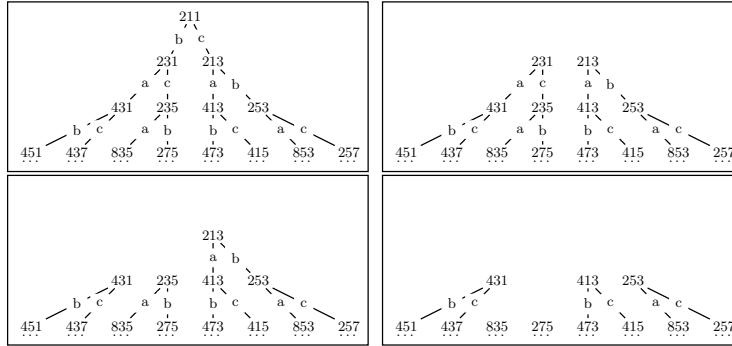 211
b c
231 213
a c a b
431 235 413 253
b c a b b c a c
451 437 835 275 473 415 853 257
... ... ... ... ... ... ... ...
231 213
a c a b
431 235 413 253
b c a b b c a c
451 437 835 275 473 415 853 257
... ... ... ... ... ... ... ...
213
a b
431 235 413 253
b c a b b c a c
451 437 835 275 473 415 853 257
... ... ... ... ... ... ... ...
431 413 253
b c b c a c
451 437 835 275 473 415 853 257
... ... ... ... ... ... ... ...